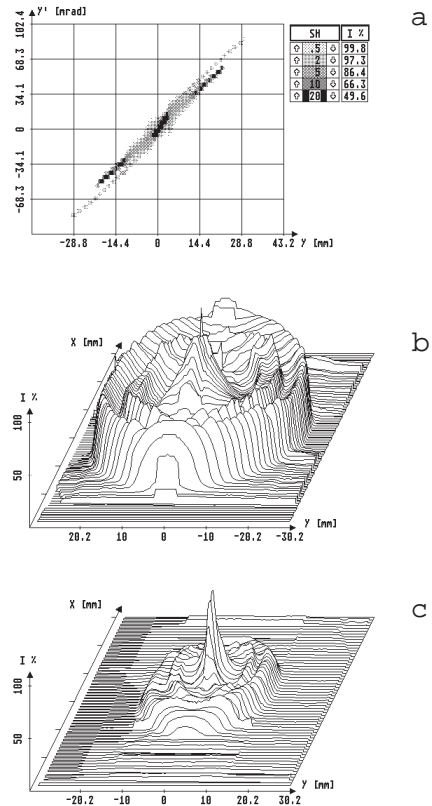 a
Y' [mrad]
102.4
68.3
34.1
0
-34.1
-68.3
-28.8 -14.4 0 14.4 28.8 43.2 Y [mm]
SH I %
⇧ .5 ⇩ 99.8
⇧ 2 ⇩ 97.3
⇧ 5 ⇩ 86.4
⇧ 10 ⇩ 66.3
⇧ 20 ⇩ 49.6
b
X [mm]
I %
100
50
20.2 10 0 -10 -20.2 -30.2
Y [mm]
c
X [mm]
I %
100
50
-20.2 -10 0 10 20.2 30.2
Y [mm]